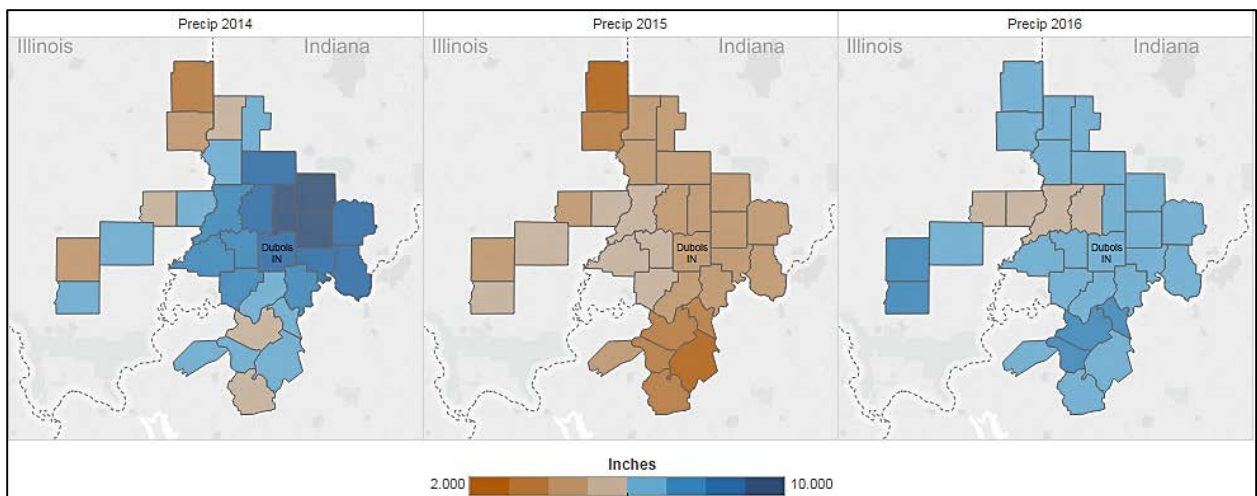 Precip 2014
Precip 2015
Precip 2016
Illinois
Indiana
Illinois
Indiana
Illinois
Indiana
Dubois
IN
Dubois
IN
Dubois
IN
Inches
2.000
10.000